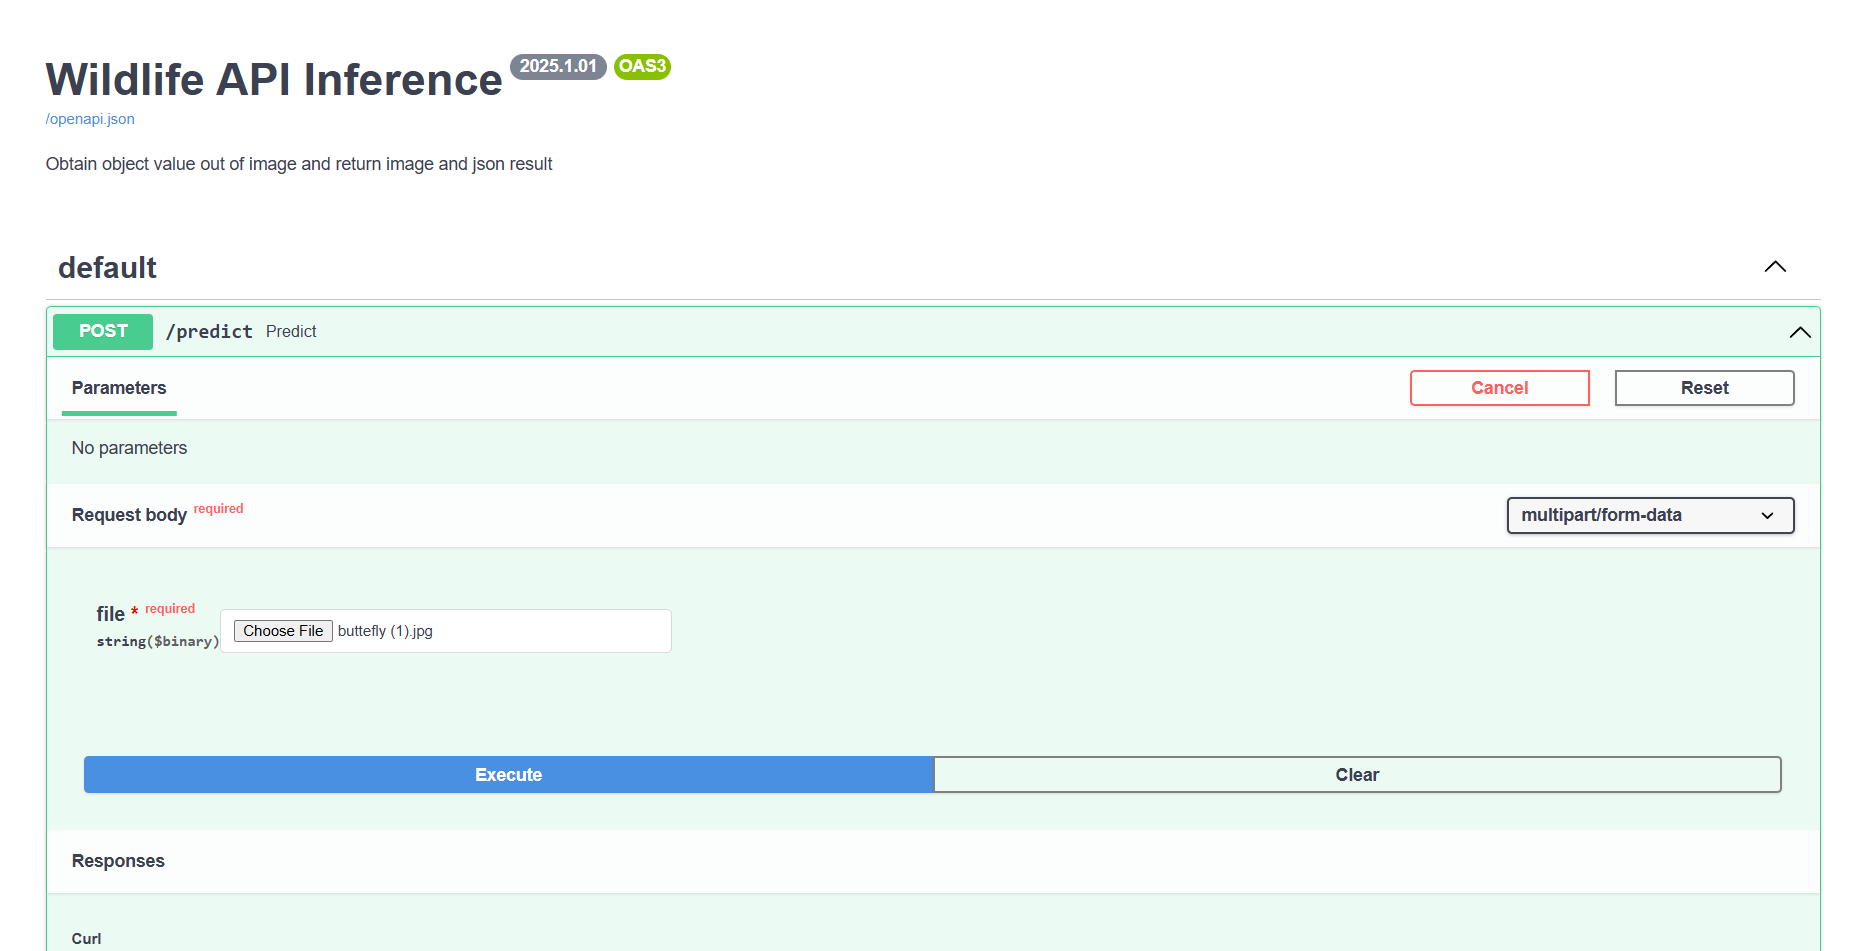 Wildlife API Inference 2025.1.01 OAS3
/openapi.json
Obtain object value out of image and return image and json result
default
POST /predict Predict
Parameters Cancel Reset
No parameters
Request body required multipart/form-data
file * required
string($binary) Choose File buttefly (1).jpg
Execute Clear
Responses
Curl